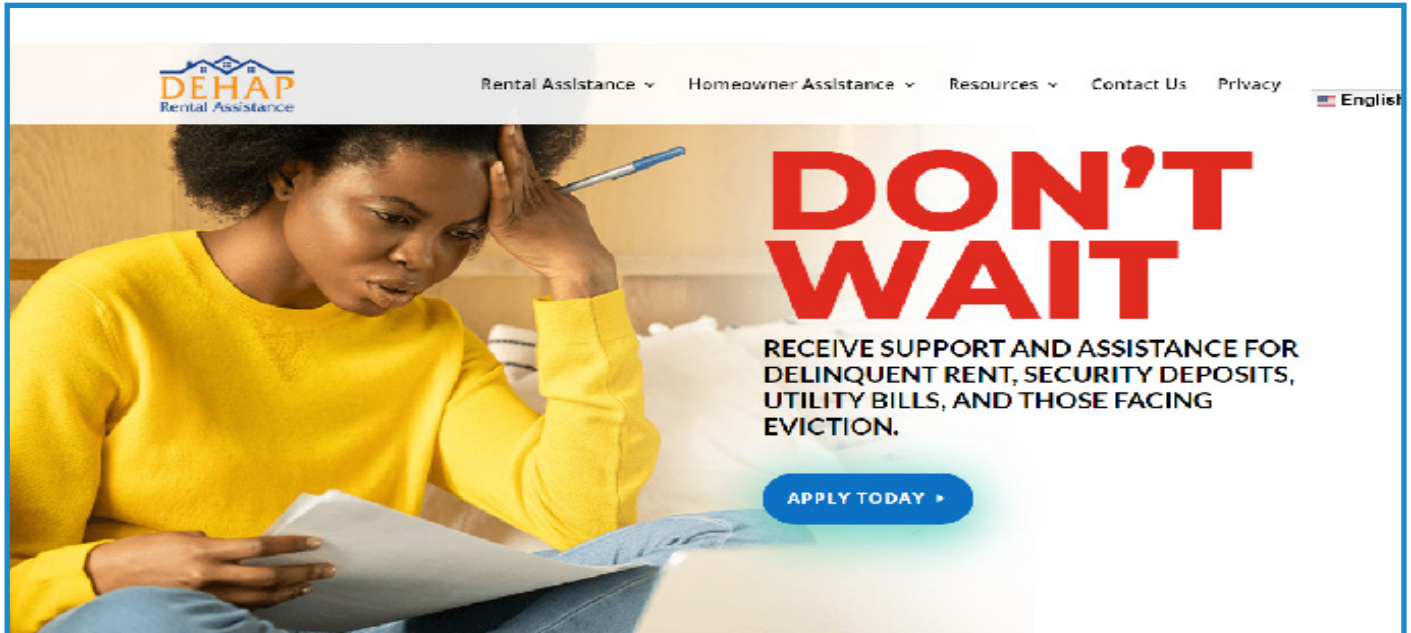 DEHAP
Rental Assistance
Rental Assistance
Homeowner Assistance
Resources
Contact Us
Privacy
English
DON'T
WAIT
RECEIVE SUPPORT AND ASSISTANCE FOR
DELINQUENT RENT, SECURITY DEPOSITS,
UTILITY BILLS, AND THOSE FACING
EVICTION.
APPLY TODAY